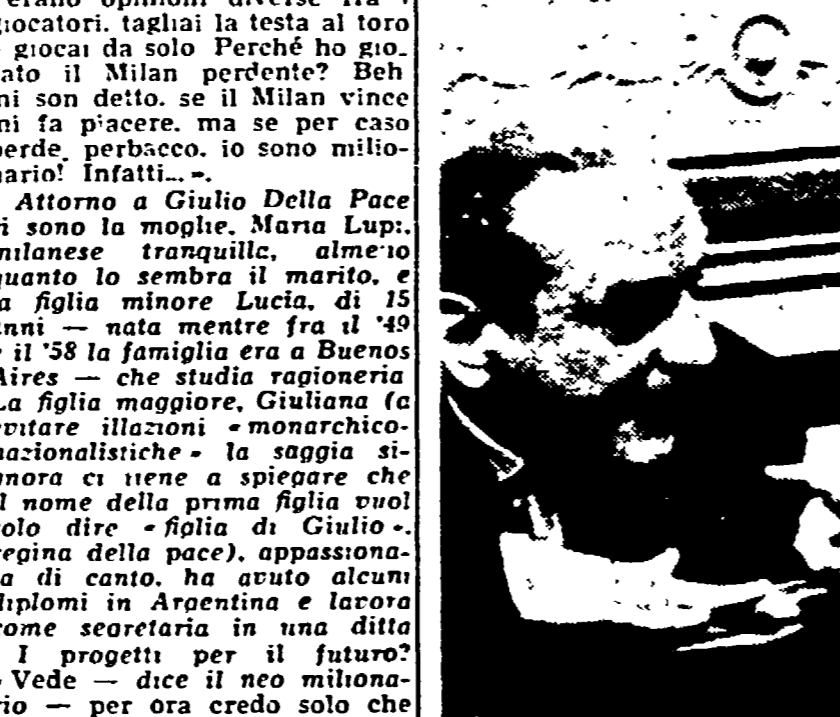 erano opinioni diverse fra i
giocatori. tagliai la testa al toro
giocai da solo Perché ho gio-
ato il Milan perdente? Beh
ni son detto. se il Milan vince
ni fa piacere. ma se per caso
perde. perbacco. io sono milio-
nario! Infatti... ».
Attorno a Giulio Della Pace
i sono la moglie. Maria Lupi.
milanese tranquilla, almeno
quanto lo sembra il marito, e
a figlia minore Lucia, di 15
anni — nata mentre fra il '49
e il '58 la famiglia era a Buenos
Aires — che studia ragioneria
La figlia maggiore, Giuliana (a
evitare illazioni « monarchico-
nazionalistiche » la saggia si-
gnora ci tiene a spiegare che
l nome della prima figlia vuol
solo dire « figlia di Giulio ».
regina della pace), appassiona-
a di canto. ha avuto alcuni
diplomi in Argentina e lavora
come segretaria in una ditta
I progetti per il futuro?
Vede — dice il neo miliona-
rio — per ora credo solo che